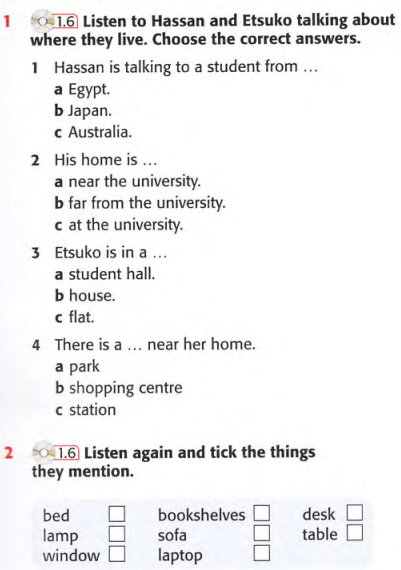 1 1.6 Listen to Hassan and Etsuko talking about
where they live. Choose the correct answers.
1 Hassan is talking to a student from ...
a Egypt.
b Japan.
c Australia.
2 His home is ...
a near the university.
b far from the university.
c at the university.
3 Etsuko is in a ...
a student hall.
b house.
c flat.
4 There is a ... near her home.
a park
b shopping centre
c station
2 1.6 Listen again and tick the things
they mention.
bed bookshelves desk
lamp sofa table
window laptop